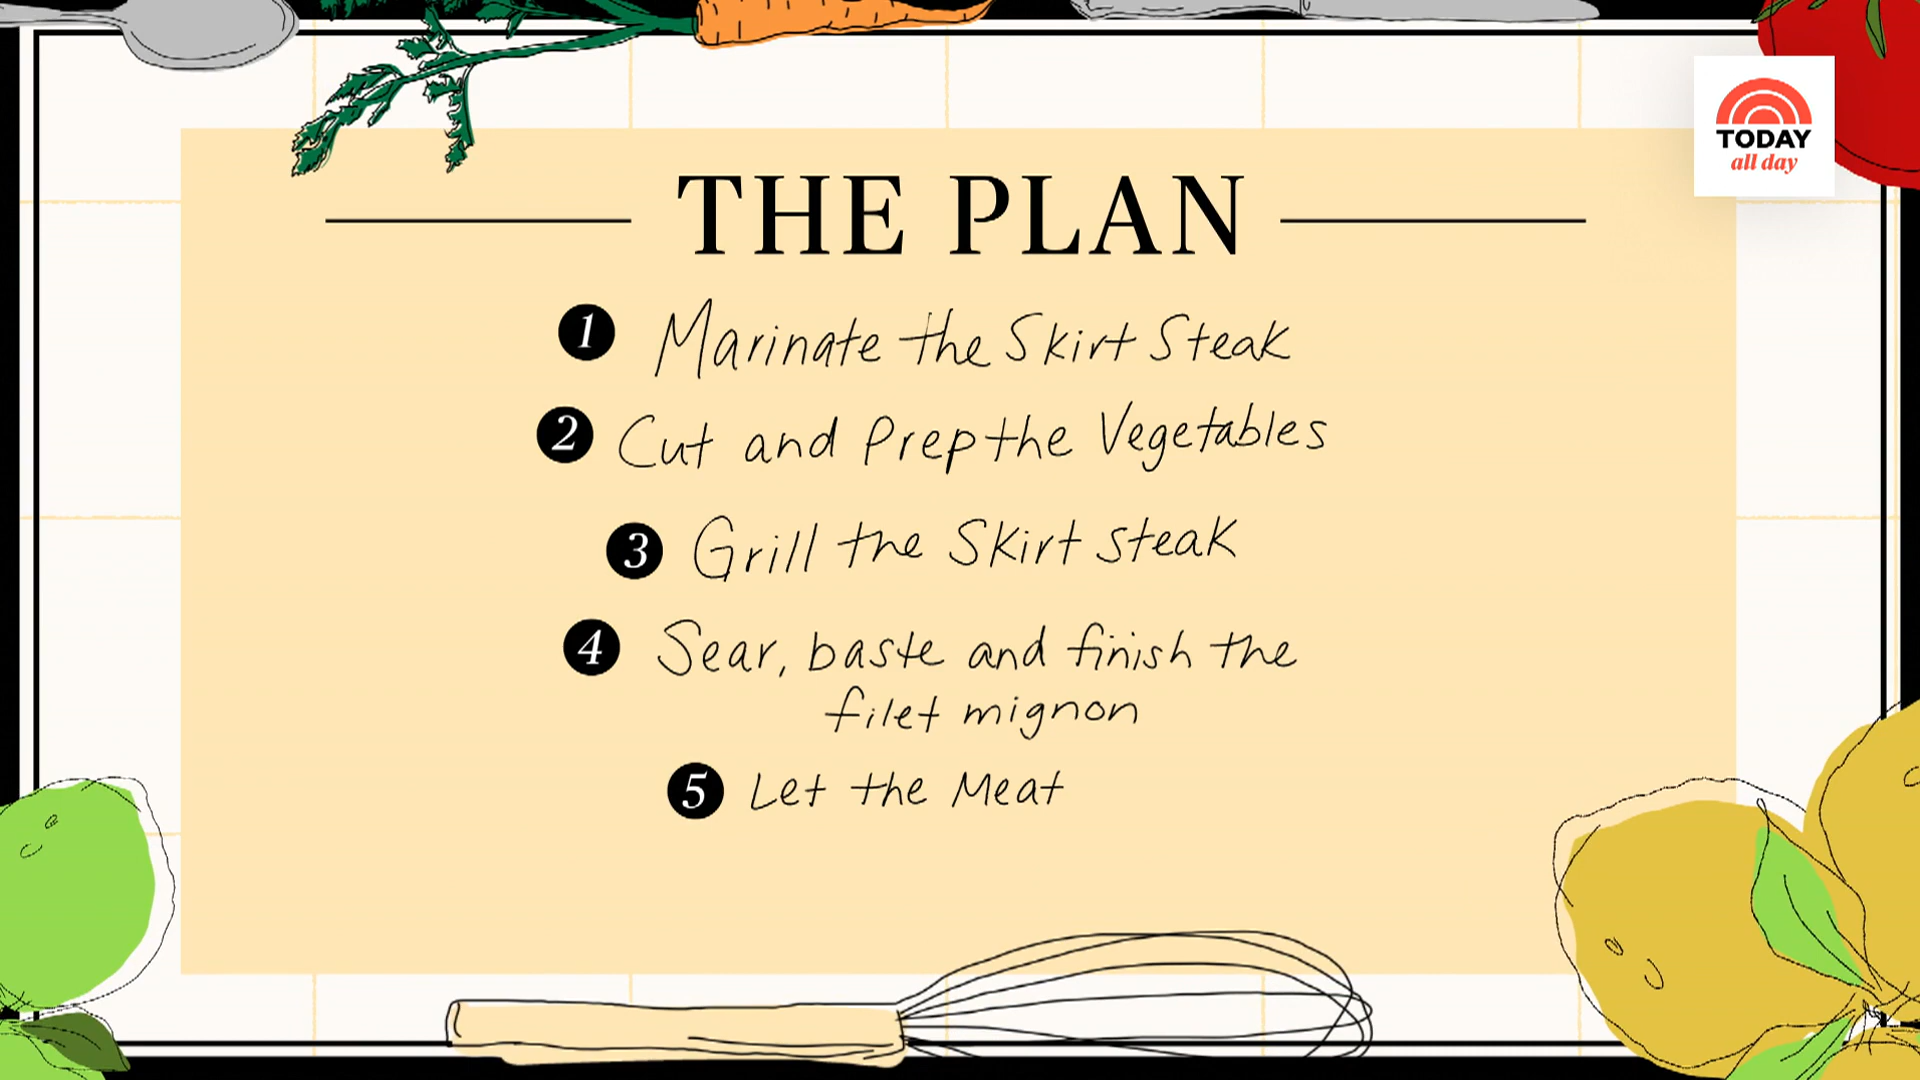 TODAY
all day
THE PLAN
1 Marinate the Skirt Steak
2 Cut and Prep the Vegetables
3 Grill the Skirt steak
4 Sear, baste and finish the
filet mignon
5 Let the Meat